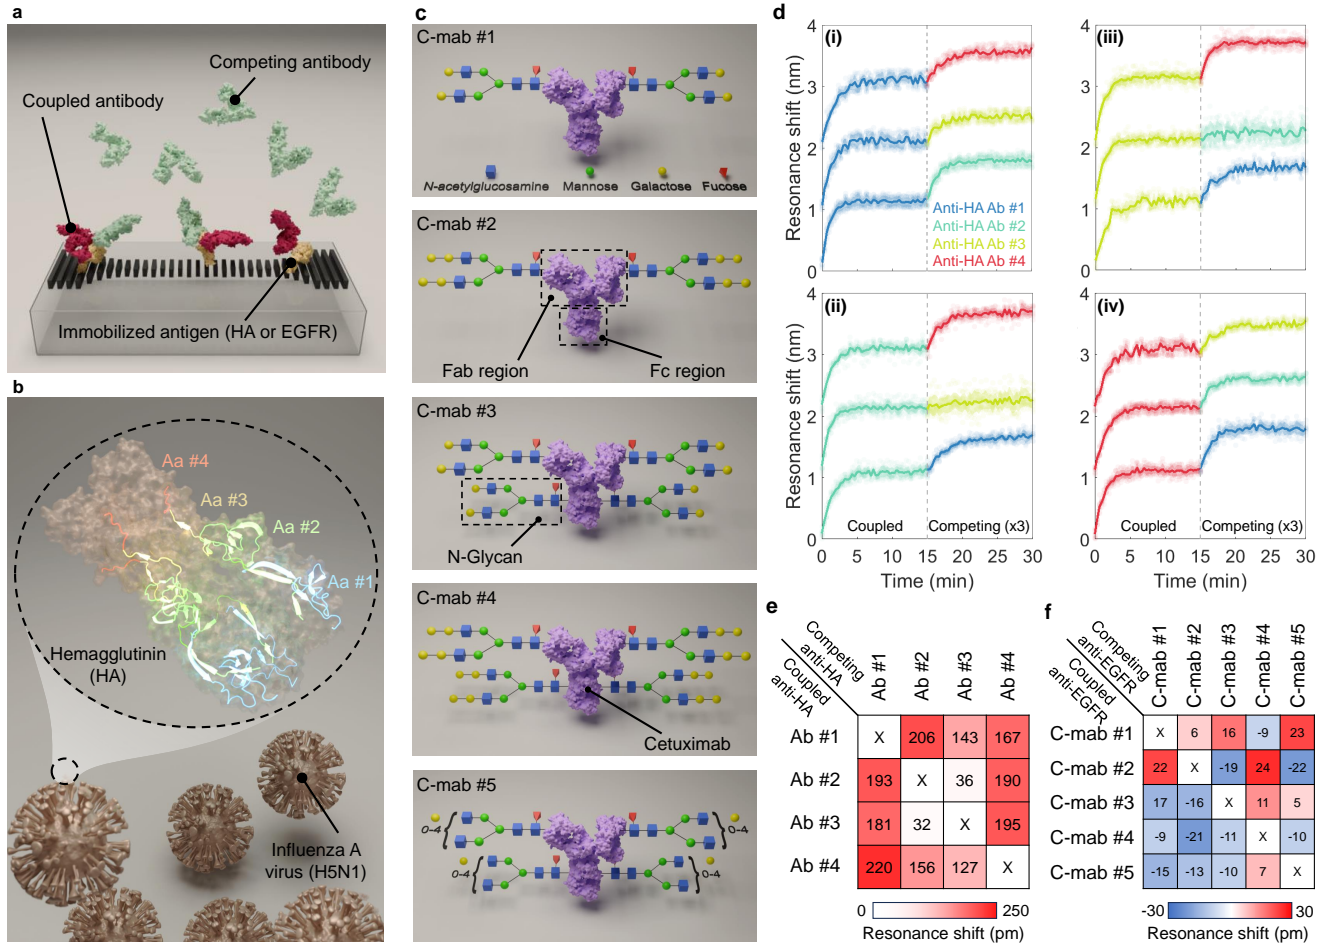 a
Competing antibody
Coupled antibody
Immobilized antigen (HA or EGFR)
b
Aa #4
Aa #3
Aa #2
Aa #1
Hemagglutinin
(HA)
Influenza A
virus (H5N1)
c
C-mab #1
N-acetylglucosamine
Mannose
Galactose
Fucose
C-mab #2
Fab region
Fc region
C-mab #3
N-Glycan
C-mab #4
Cetuximab
C-mab #5
0-4
0-4
0-4
0-4
d
(i)
Resonance shift (nm)
4
3
2
1
0
Anti-HA Ab #1
Anti-HA Ab #2
Anti-HA Ab #3
Anti-HA Ab #4
(iii)
4
3
2
1
0
(ii)
Resonance shift (nm)
4
3
2
1
0
Coupled
Competing (x3)
0 5 10 15 20 25 30
Time (min)
(iv)
4
3
2
1
0
Coupled
Competing (x3)
0 5 10 15 20 25 30
Time (min)
e
Competing
anti-HA
Coupled
anti-HA
Ab #1 Ab #2 Ab #3 Ab #4
Ab #1 X 206 143 167
Ab #2 193 X 36 190
Ab #3 181 32 X 195
Ab #4 220 156 127 X
0 250
Resonance shift (pm)
f
Competing
anti-EGFR
Coupled
anti-EGFR
C-mab #1 C-mab #2 C-mab #3 C-mab #4 C-mab #5
C-mab #1 X 6 16 -9 23
C-mab #2 22 X -19 24 -22
C-mab #3 17 -16 X 11 5
C-mab #4 -9 -21 -11 X -10
C-mab #5 -15 -13 -10 7 X
-30 30
Resonance shift (pm)